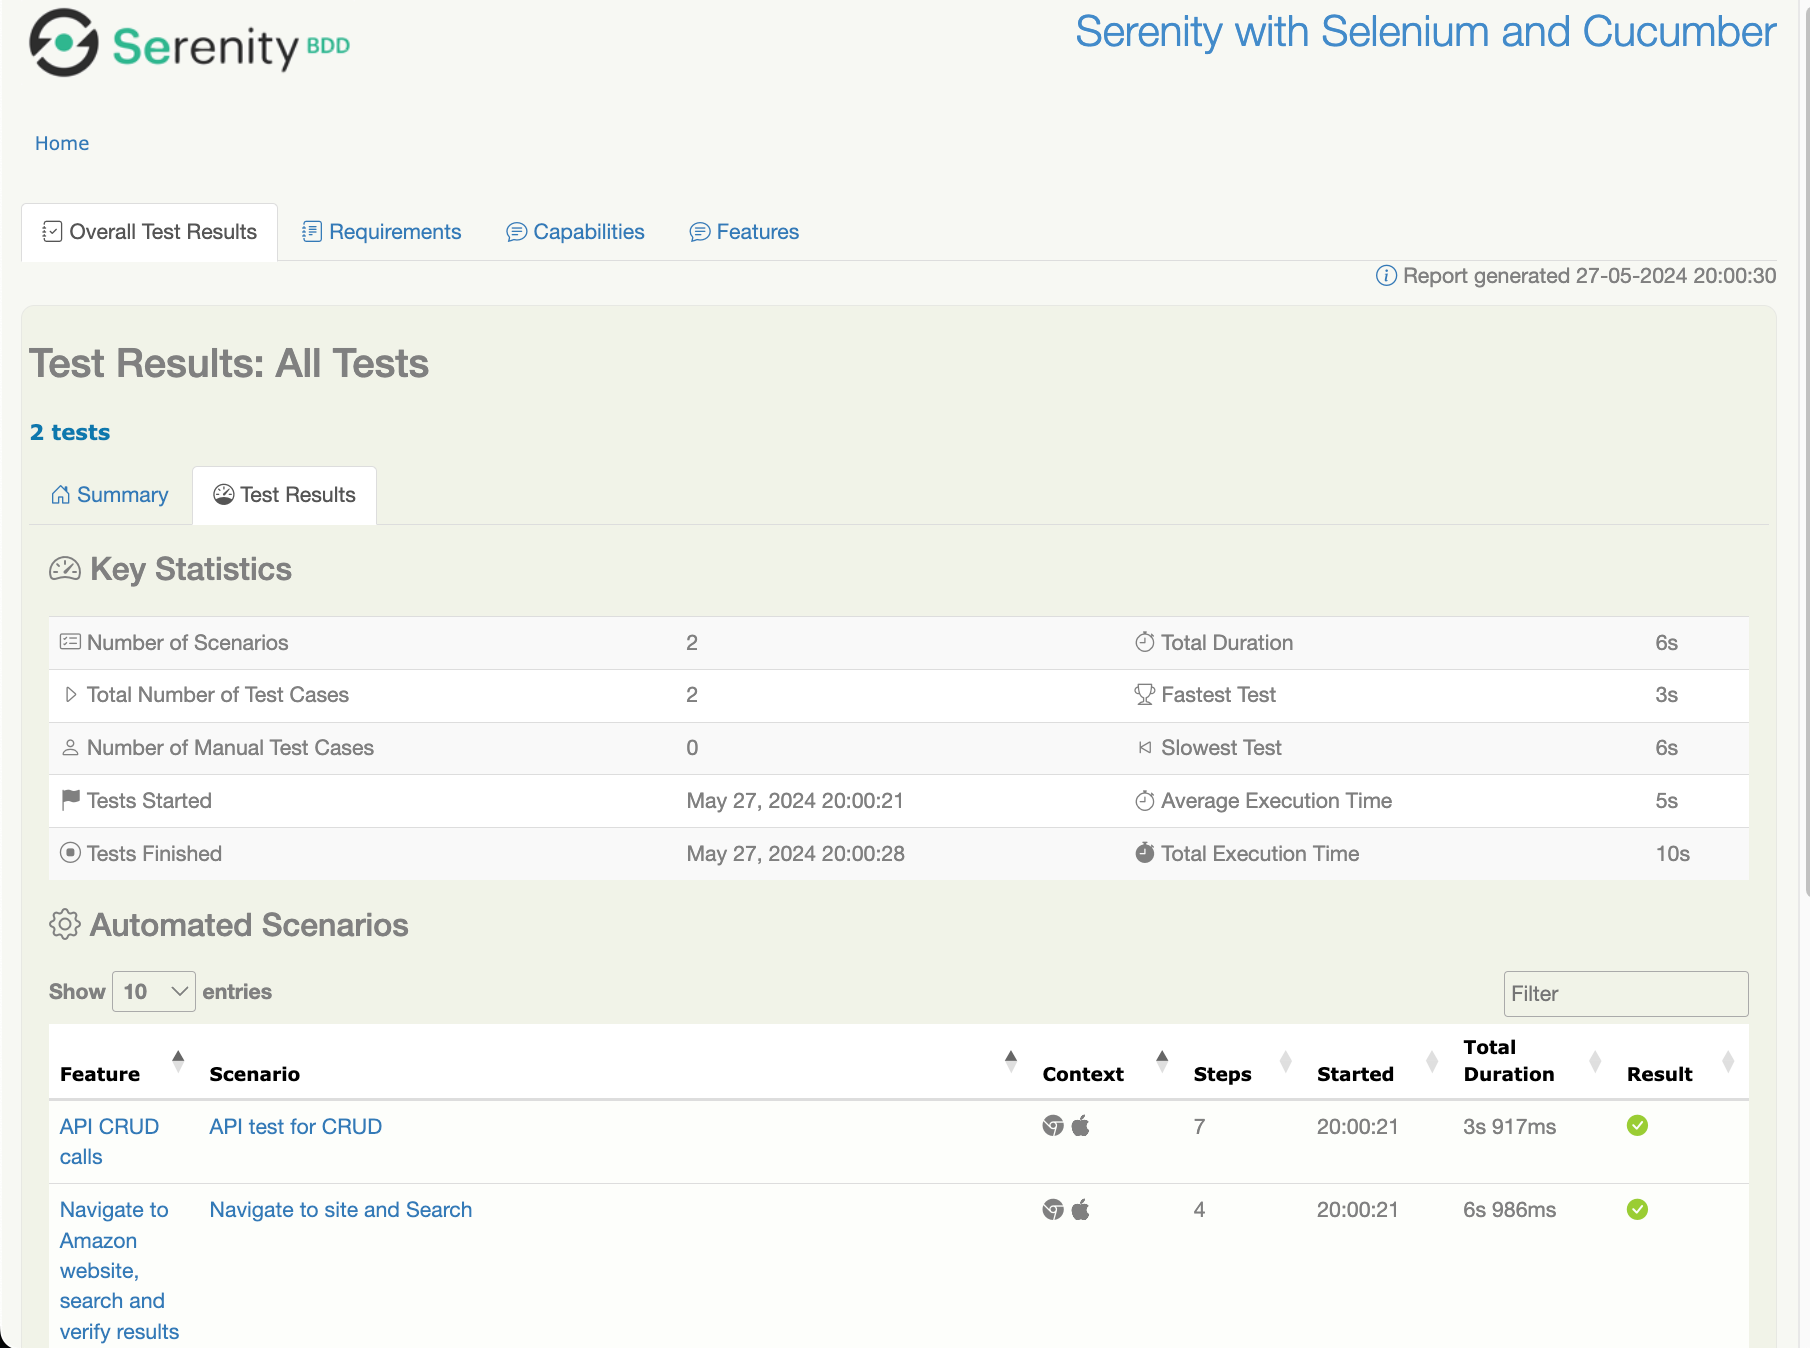 Serenity BDD
Serenity with Selenium and Cucumber
Home
Overall Test Results
Requirements
Capabilities
Features
Report generated 27-05-2024 20:00:30
Test Results: All Tests
2 tests
Summary
Test Results
Key Statistics
Number of Scenarios 2 Total Duration 6s
Total Number of Test Cases 2 Fastest Test 3s
Number of Manual Test Cases 0 Slowest Test 6s
Tests Started May 27, 2024 20:00:21 Average Execution Time 5s
Tests Finished May 27, 2024 20:00:28 Total Execution Time 10s
Automated Scenarios
Show 10 entries
Filter
Feature Scenario Context Steps Started Total Duration Result
API CRUD
calls
API test for CRUD 7 20:00:21 3s 917ms
Navigate to
Amazon
website,
search and
verify results
Navigate to site and Search 4 20:00:21 6s 986ms